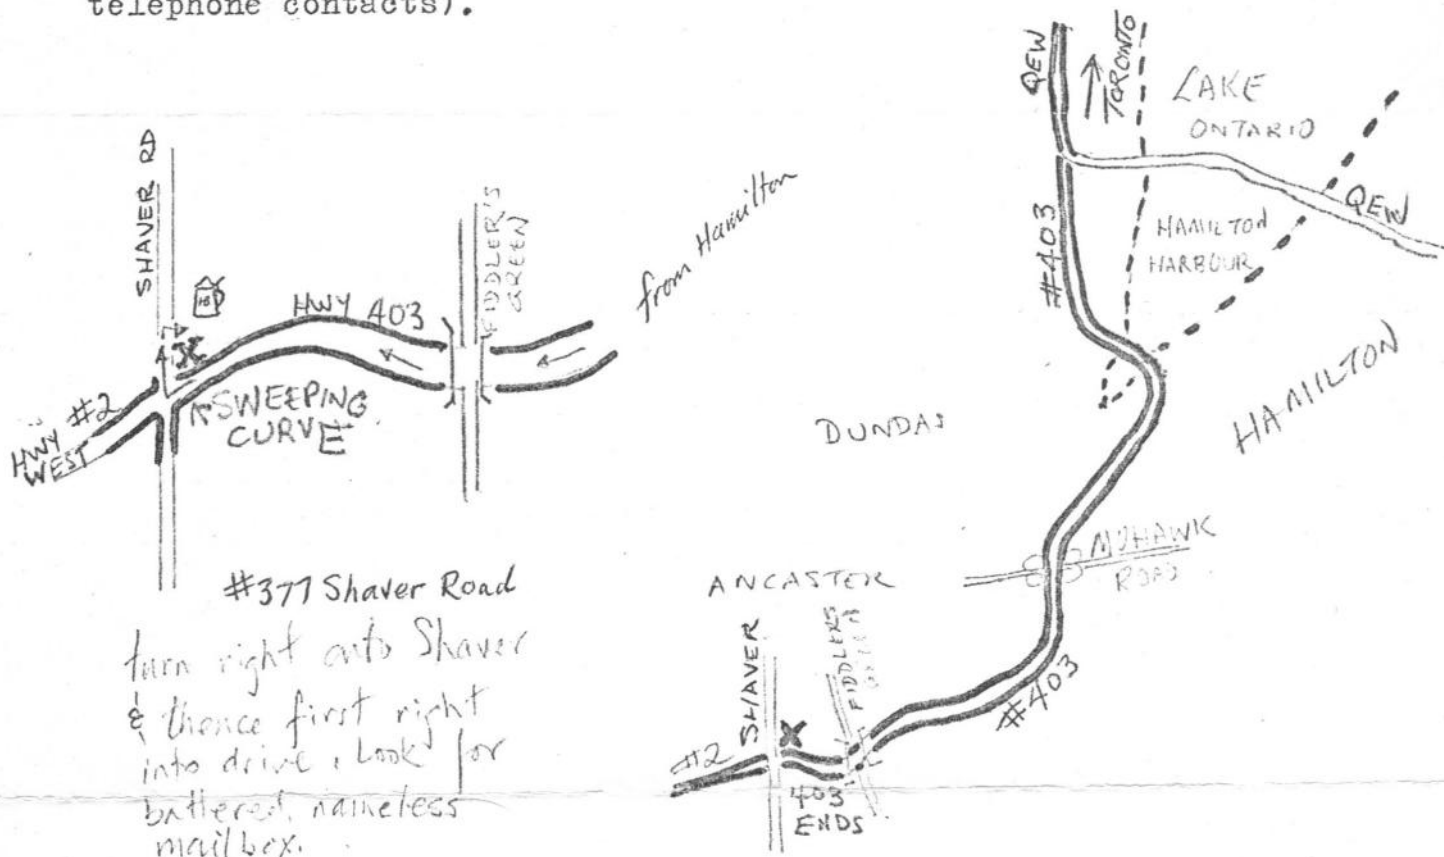 telephone contacts).
SHAVER RD
HB
HWY 403
FIDDLER'S
GREEN
from Hamilton
HWY #2
WEST
SWEEPING
CURVE
#377 Shaver Road
turn right onto Shaver
& thence first right
into drive. Look for
battered, nameless
mailbox.
QEW
TORONTO
LAKE
ONTARIO
QEW
#403
HAMILTON
HARBOUR
HAMILTON
DUNDAS
MOHAWK
ROAD
ANCASTER
SHAVER
FIDDLERS
GREEN
X
#403
#2
403
ENDS